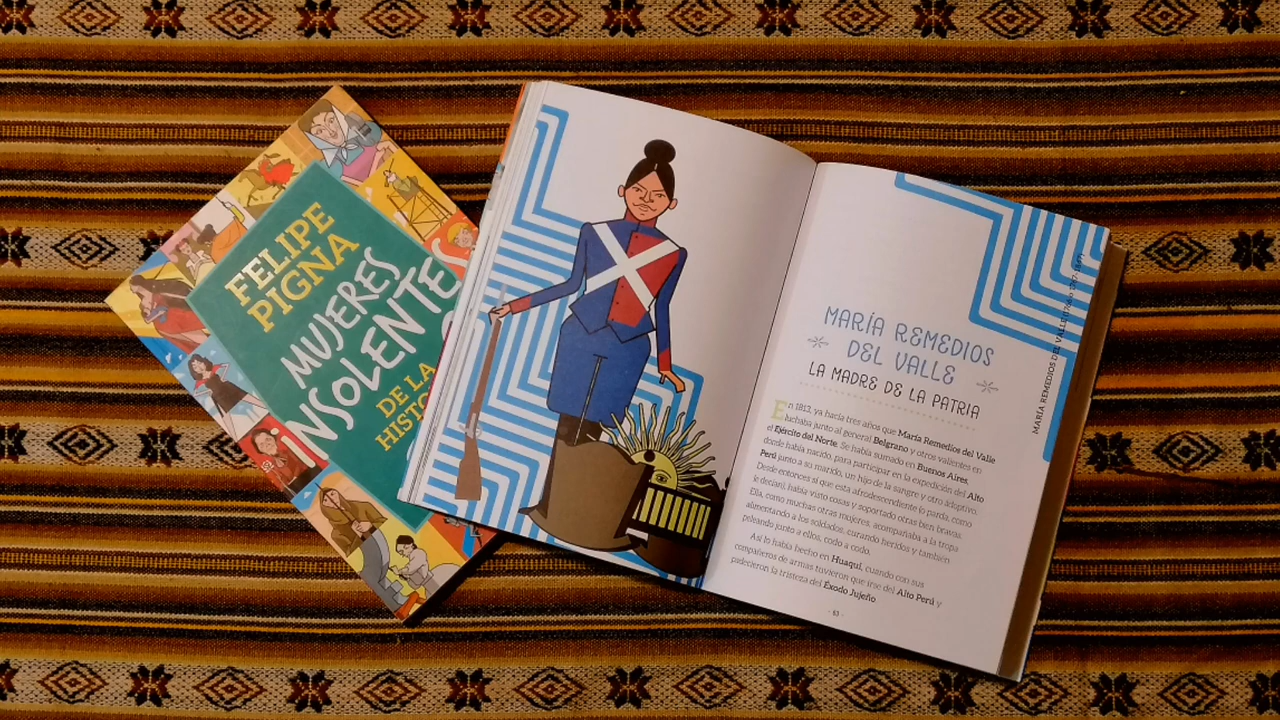 FELIPE
PIGNA
MUJERES
iNSOLENTES
DE LA
HISTO
MARÍA REMEDIOS
DEL VALLE
LA MADRE DE LA PATRIA
En 1813, ya hacía tres años que María Remedios del Valle
luchaba junto al general Belgrano y otros valientes en
el Ejército del Norte. Se había sumado en Buenos Aires,
donde había nacido, para participar en la expedición del Alto
Perú junto a su marido, un hijo de la sangre y otro adoptivo.
Desde entonces sí que esta afrodescendiente (o parda, como
le decían), había visto cosas y soportado otras bien bravas.
Ella, como muchas otras mujeres, acompañaba a la tropa
alimentando a los soldados, curando heridos y también
peleando junto a ellos, codo a codo.
Así lo había hecho en Huaqui, cuando con sus
compañeros de armas tuvieron que irse del Alto Perú y
padecieron la tristeza del Éxodo Jujeño
- 63 -
MARÍA REMEDIOS DEL VALLE